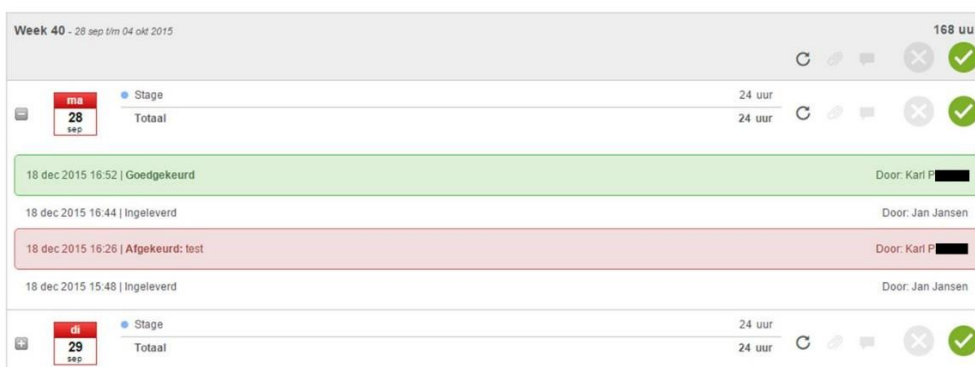 Week 40 - 28 sep t/m 04 okt 2015 168 uu
ma
28
sep
Stage 24 uur
Totaal 24 uur
18 dec 2015 16:52 | Goedgekeurd Door: Karl P
18 dec 2015 16:44 | Ingeleverd Door: Jan Jansen
18 dec 2015 16:26 | Afgekeurd: test Door: Karl P
18 dec 2015 15:48 | Ingeleverd Door: Jan Jansen
di
29
sep
Stage 24 uur
Totaal 24 uur